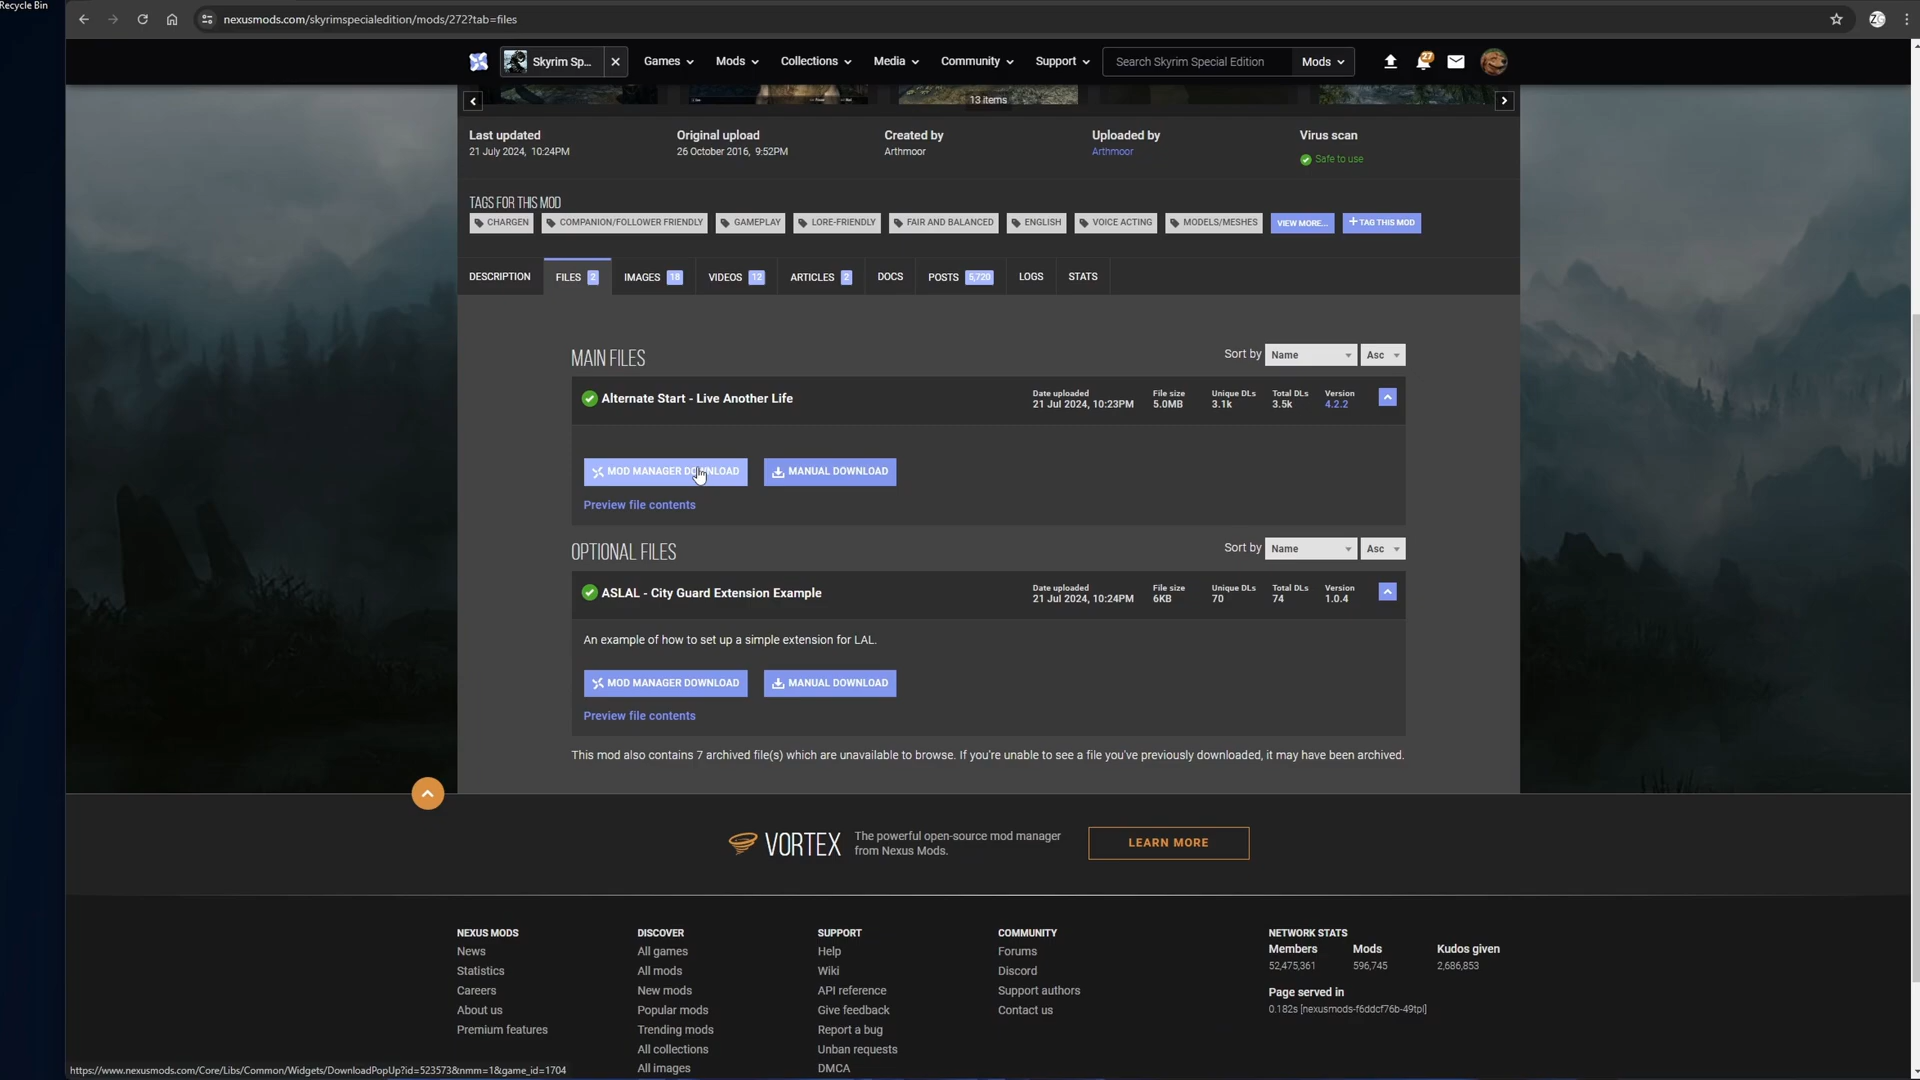 Recycle Bin
nexusmods.com/skyrimspecialedition/mods/272?tab=files
ZG
Skyrim Sp...
Games
Mods
Collections
Media
Community
Support
Search Skyrim Special Edition
Mods
27
13 items
Last updated
21 July 2024, 10:24PM
Original upload
26 October 2016, 9:52PM
Created by
Arthmoor
Uploaded by
Arthmoor
Virus scan
Safe to use
TAGS FOR THIS MOD
CHARGEN
COMPANION/FOLLOWER FRIENDLY
GAMEPLAY
LORE-FRIENDLY
FAIR AND BALANCED
ENGLISH
VOICE ACTING
MODELS/MESHES
VIEW MORE...
+ TAG THIS MOD
DESCRIPTION
FILES 2
IMAGES 18
VIDEOS 12
ARTICLES 2
DOCS
POSTS 5,720
LOGS
STATS
MAIN FILES
Sort by Name Asc
Alternate Start - Live Another Life
Date uploaded
21 Jul 2024, 10:23PM
File size
5.0MB
Unique DLs
3.1k
Total DLs
3.5k
Version
4.2.2
MOD MANAGER DOWNLOAD
MANUAL DOWNLOAD
Preview file contents
OPTIONAL FILES
Sort by Name Asc
ASLAL - City Guard Extension Example
Date uploaded
21 Jul 2024, 10:24PM
File size
6KB
Unique DLs
70
Total DLs
74
Version
1.0.4
An example of how to set up a simple extension for LAL.
MOD MANAGER DOWNLOAD
MANUAL DOWNLOAD
Preview file contents
This mod also contains 7 archived file(s) which are unavailable to browse. If you're unable to see a file you've previously downloaded, it may have been archived.
VORTEX
The powerful open-source mod manager
from Nexus Mods.
LEARN MORE
NEXUS MODS
News
Statistics
Careers
About us
Premium features
DISCOVER
All games
All mods
New mods
Popular mods
Trending mods
All collections
All images
SUPPORT
Help
Wiki
API reference
Give feedback
Report a bug
Unban requests
DMCA
COMMUNITY
Forums
Discord
Support authors
Contact us
NETWORK STATS
Members
52,475,361
Mods
596,745
Kudos given
2,686,853
Page served in
0.182s [nexusmods-f6ddcf76b-49tpl]
https://www.nexusmods.com/Core/Libs/Common/Widgets/DownloadPopUp?id=523573&nmm=1&game_id=1704